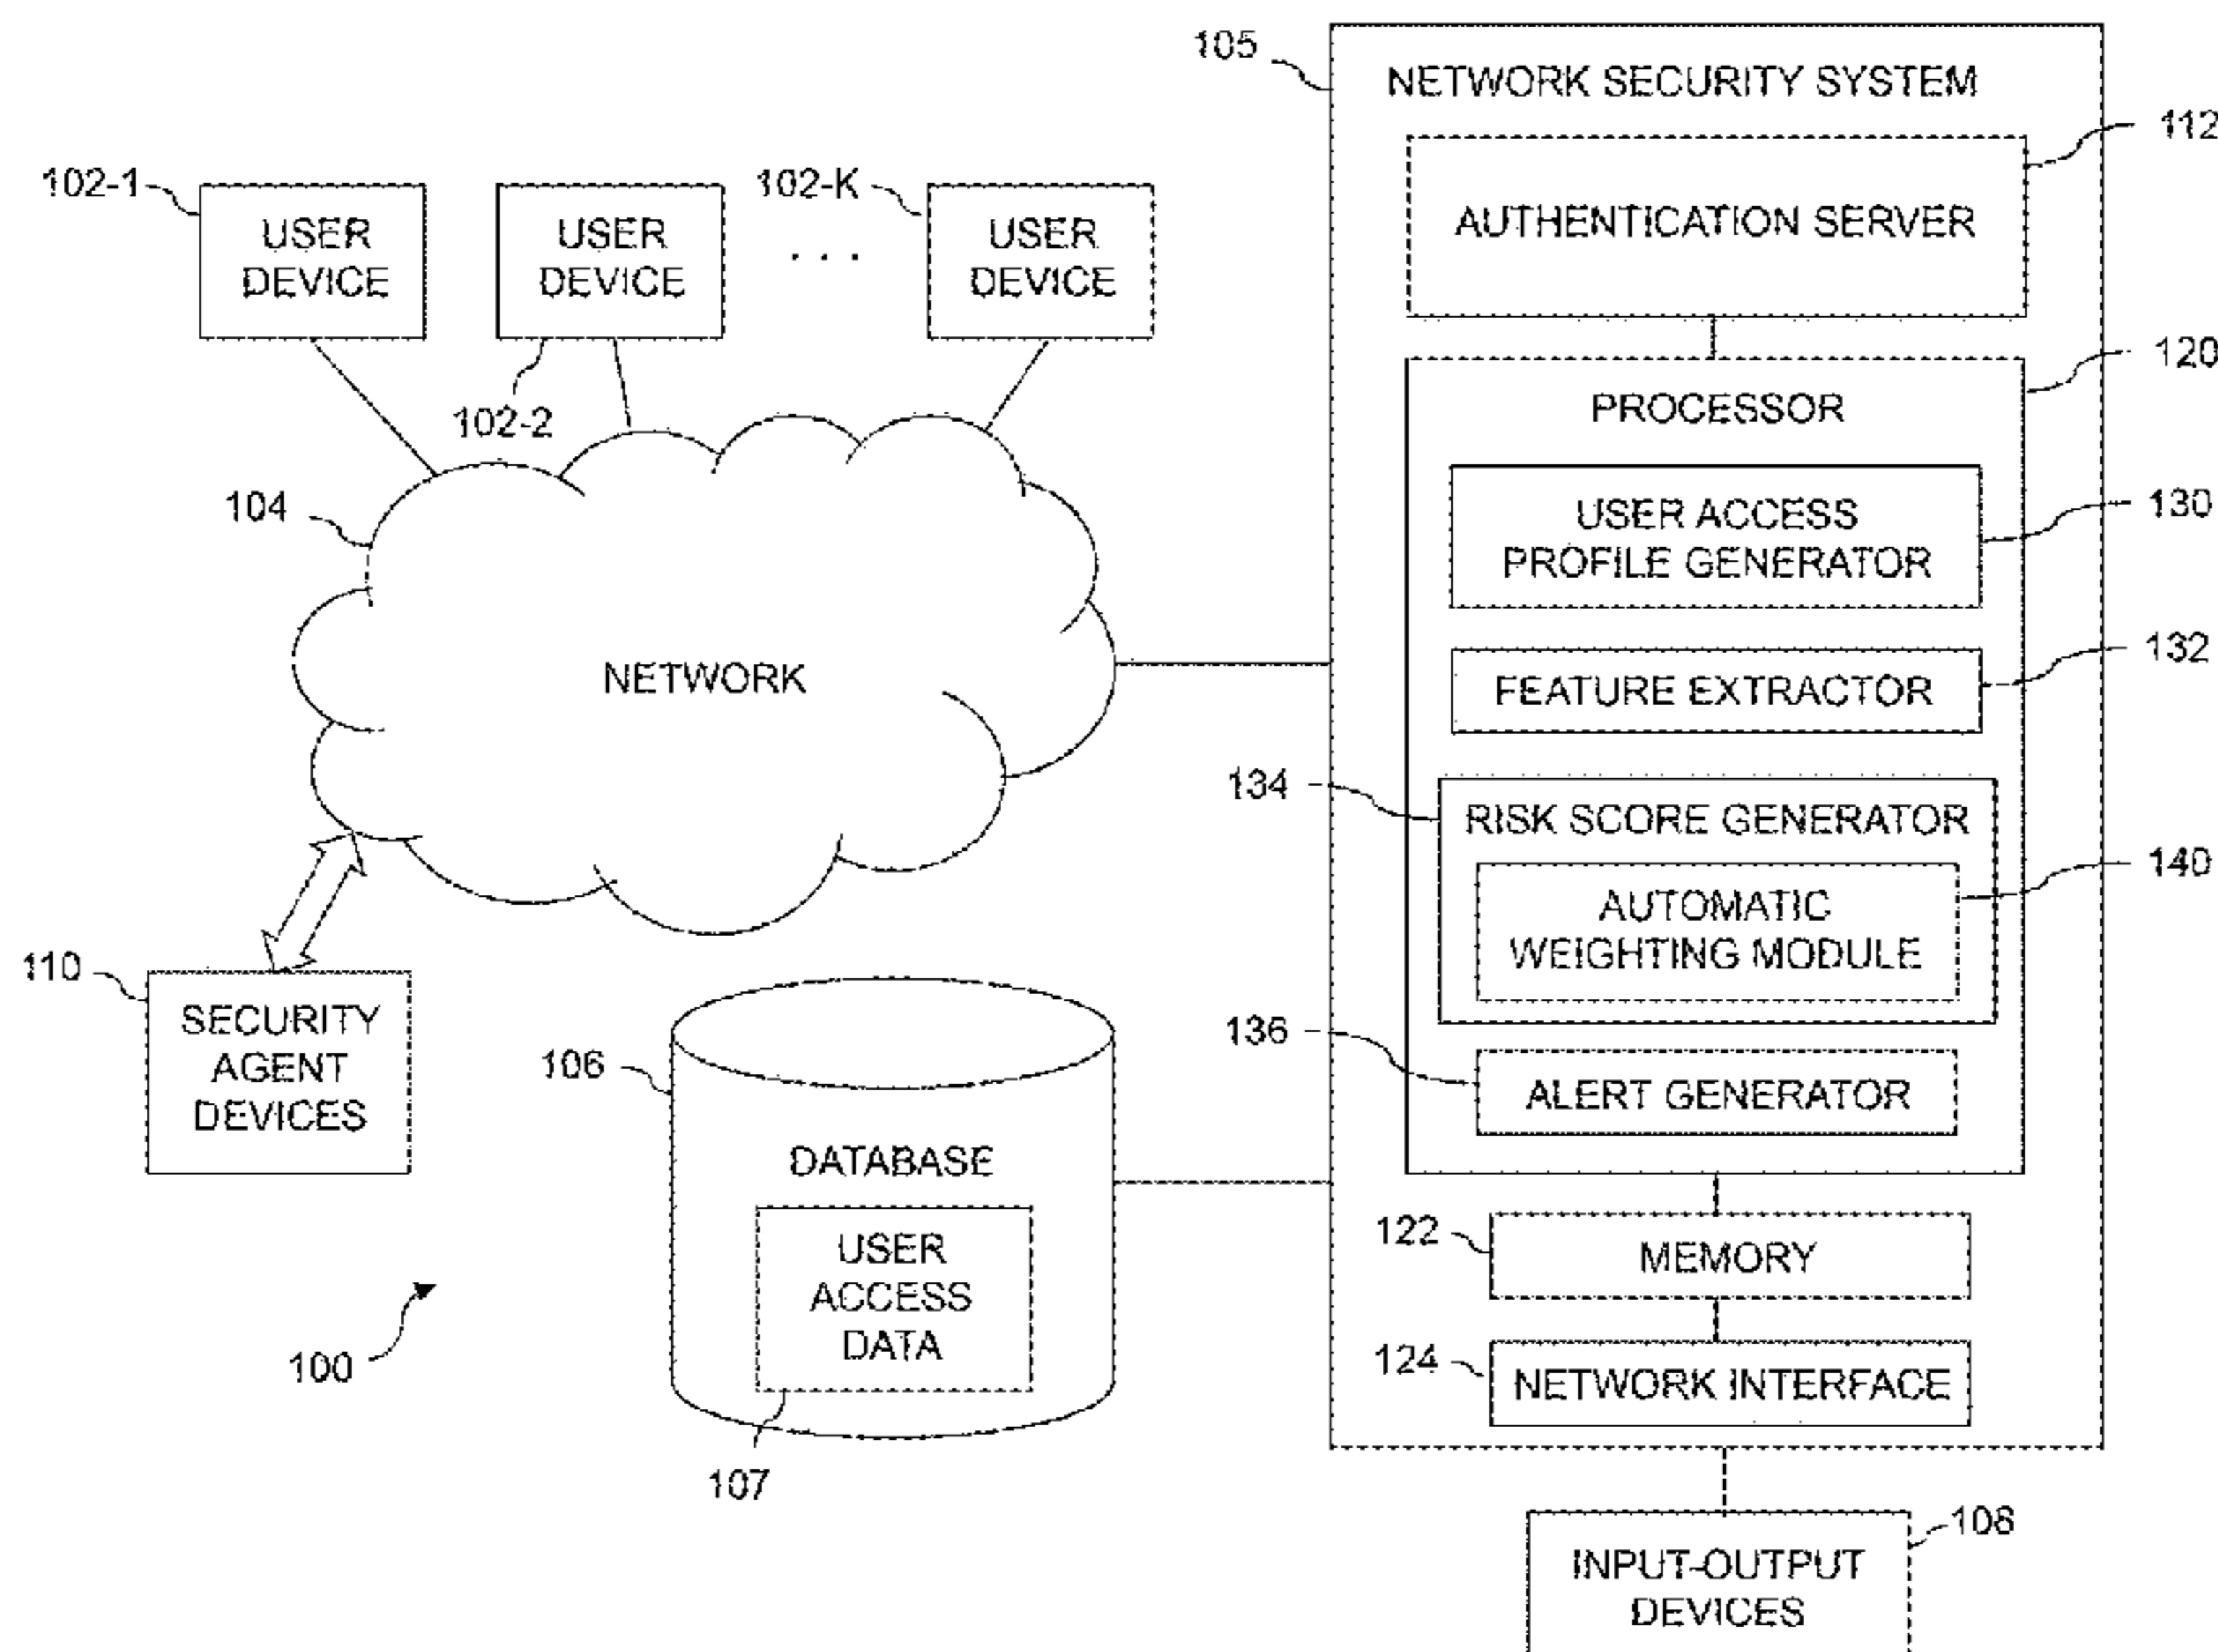 105
NETWORK SECURITY SYSTEM
112
AUTHENTICATION SERVER
102-1
USER
DEVICE
USER
DEVICE
102-2
. . .
102-K
USER
DEVICE
120
PROCESSOR
USER ACCESS
PROFILE GENERATOR
130
104
NETWORK
FEATURE EXTRACTOR
132
134
RISK SCORE GENERATOR
AUTOMATIC
WEIGHTING MODULE
140
110
SECURITY
AGENT
DEVICES
136
ALERT GENERATOR
106
DATABASE
USER
ACCESS
DATA
107
122
MEMORY
124
NETWORK INTERFACE
100
108
INPUT-OUTPUT
DEVICES